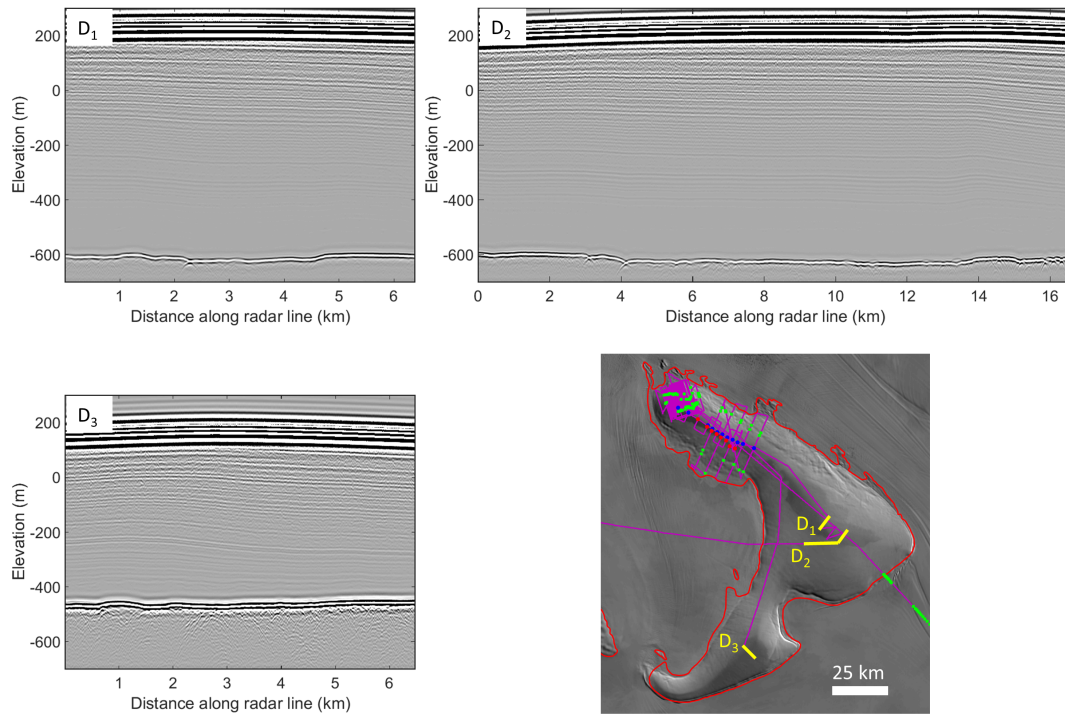 D1
Elevation (m)
200
0
-200
-400
-600
1 2 3 4 5 6
Distance along radar line (km)
D2
Elevation (m)
200
0
-200
-400
-600
0 2 4 6 8 10 12 14 16
Distance along radar line (km)
D3
Elevation (m)
200
0
-200
-400
-600
1 2 3 4 5 6
Distance along radar line (km)
D1
D2
D3
25 km